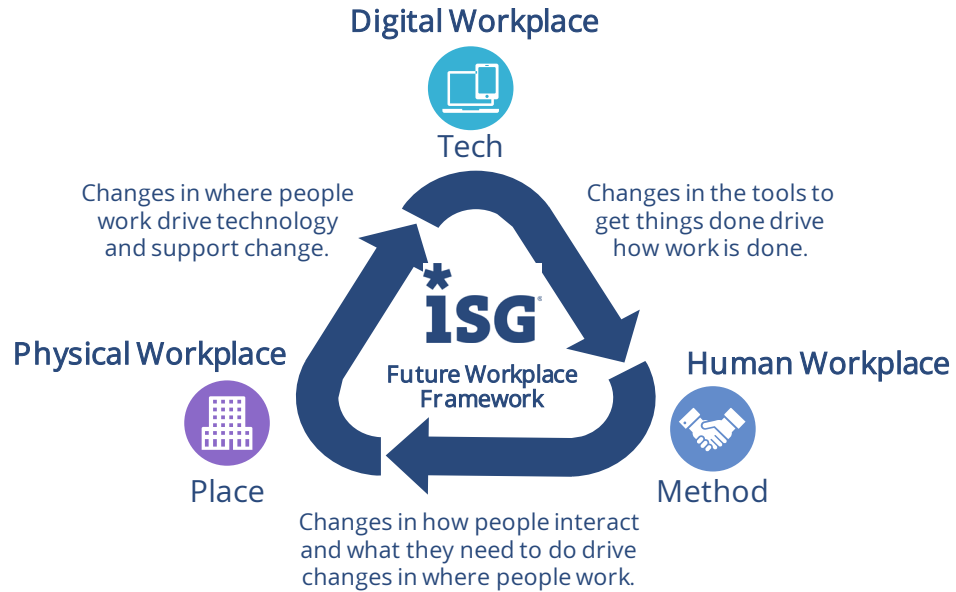 Digital Workplace
Tech
Changes in where people
work drive technology
and support change.
Changes in the tools to
get things done drive
how work is done.
*isg®
Future Workplace
Framework
Physical Workplace
Place
Human Workplace
Method
Changes in how people interact
and what they need to do drive
changes in where people work.